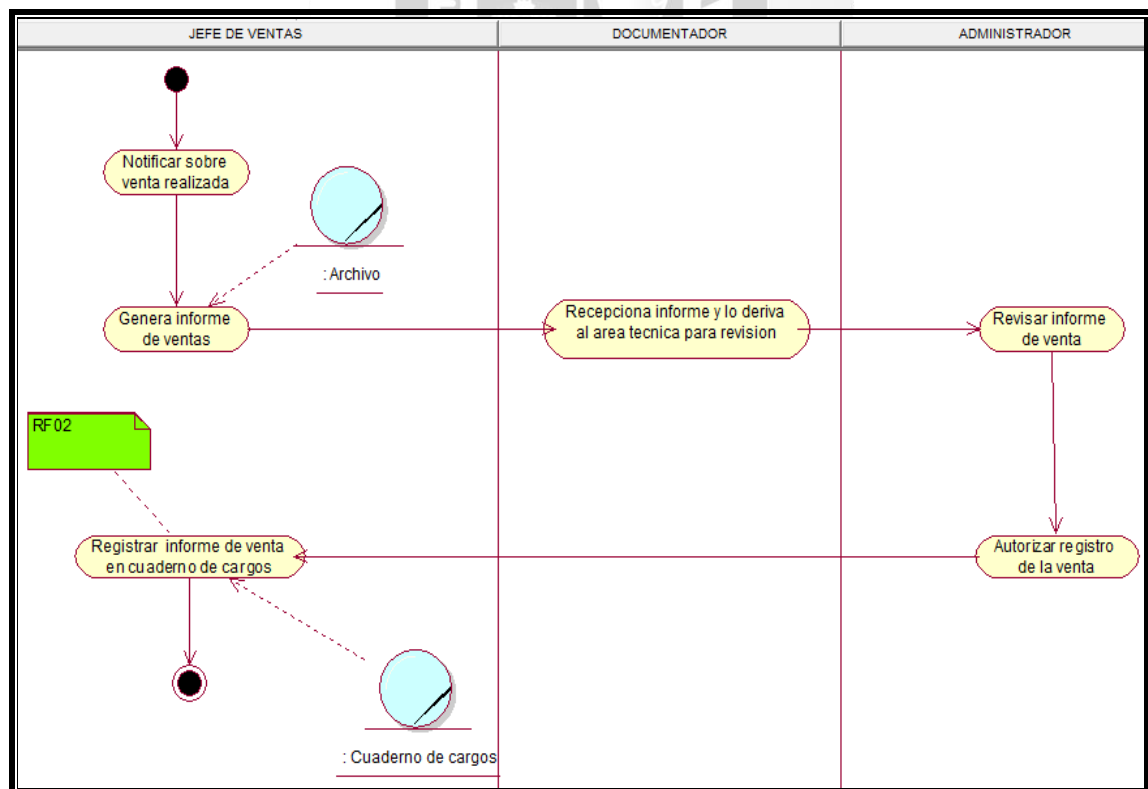 JEFE DE VENTAS
DOCUMENTADOR
ADMINISTRADOR
Notificar sobre
venta realizada
: Archivo
Genera informe
de ventas
Recepciona informe y lo deriva
al area tecnica para revision
Revisar informe
de venta
RF02
Registrar informe de venta
en cuaderno de cargos
Autorizar registro
de la venta
: Cuaderno de cargos